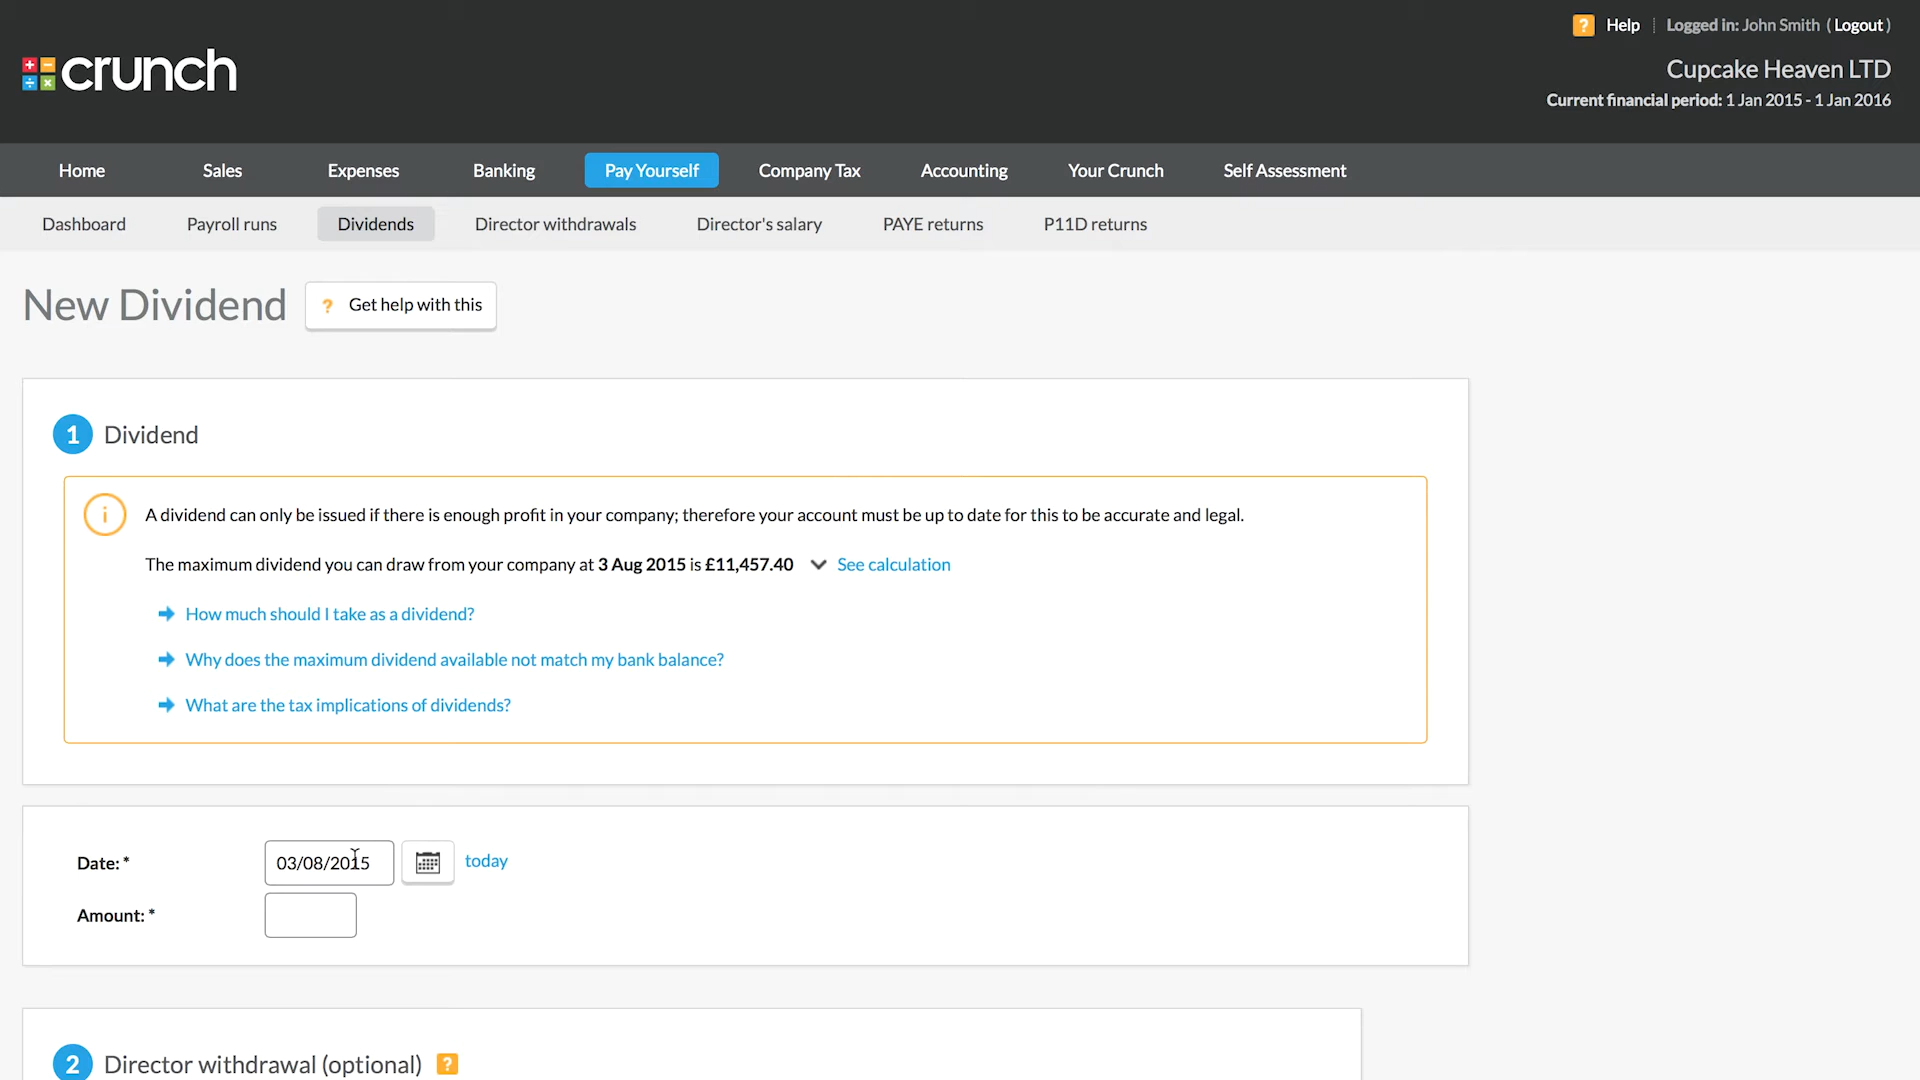 ? Help Logged in: John Smith ( Logout )
crunch
Cupcake Heaven LTD
Current financial period: 1 Jan 2015 - 1 Jan 2016
Home Sales Expenses Banking Pay Yourself Company Tax Accounting Your Crunch Self Assessment
Dashboard Payroll runs Dividends Director withdrawals Director's salary PAYE returns P11D returns
New Dividend ? Get help with this
1 Dividend
i A dividend can only be issued if there is enough profit in your company; therefore your account must be up to date for this to be accurate and legal.
The maximum dividend you can draw from your company at 3 Aug 2015 is £11,457.40 See calculation
How much should I take as a dividend?
Why does the maximum dividend available not match my bank balance?
What are the tax implications of dividends?
Date: * 03/08/2015 today
Amount: *
2 Director withdrawal (optional) ?